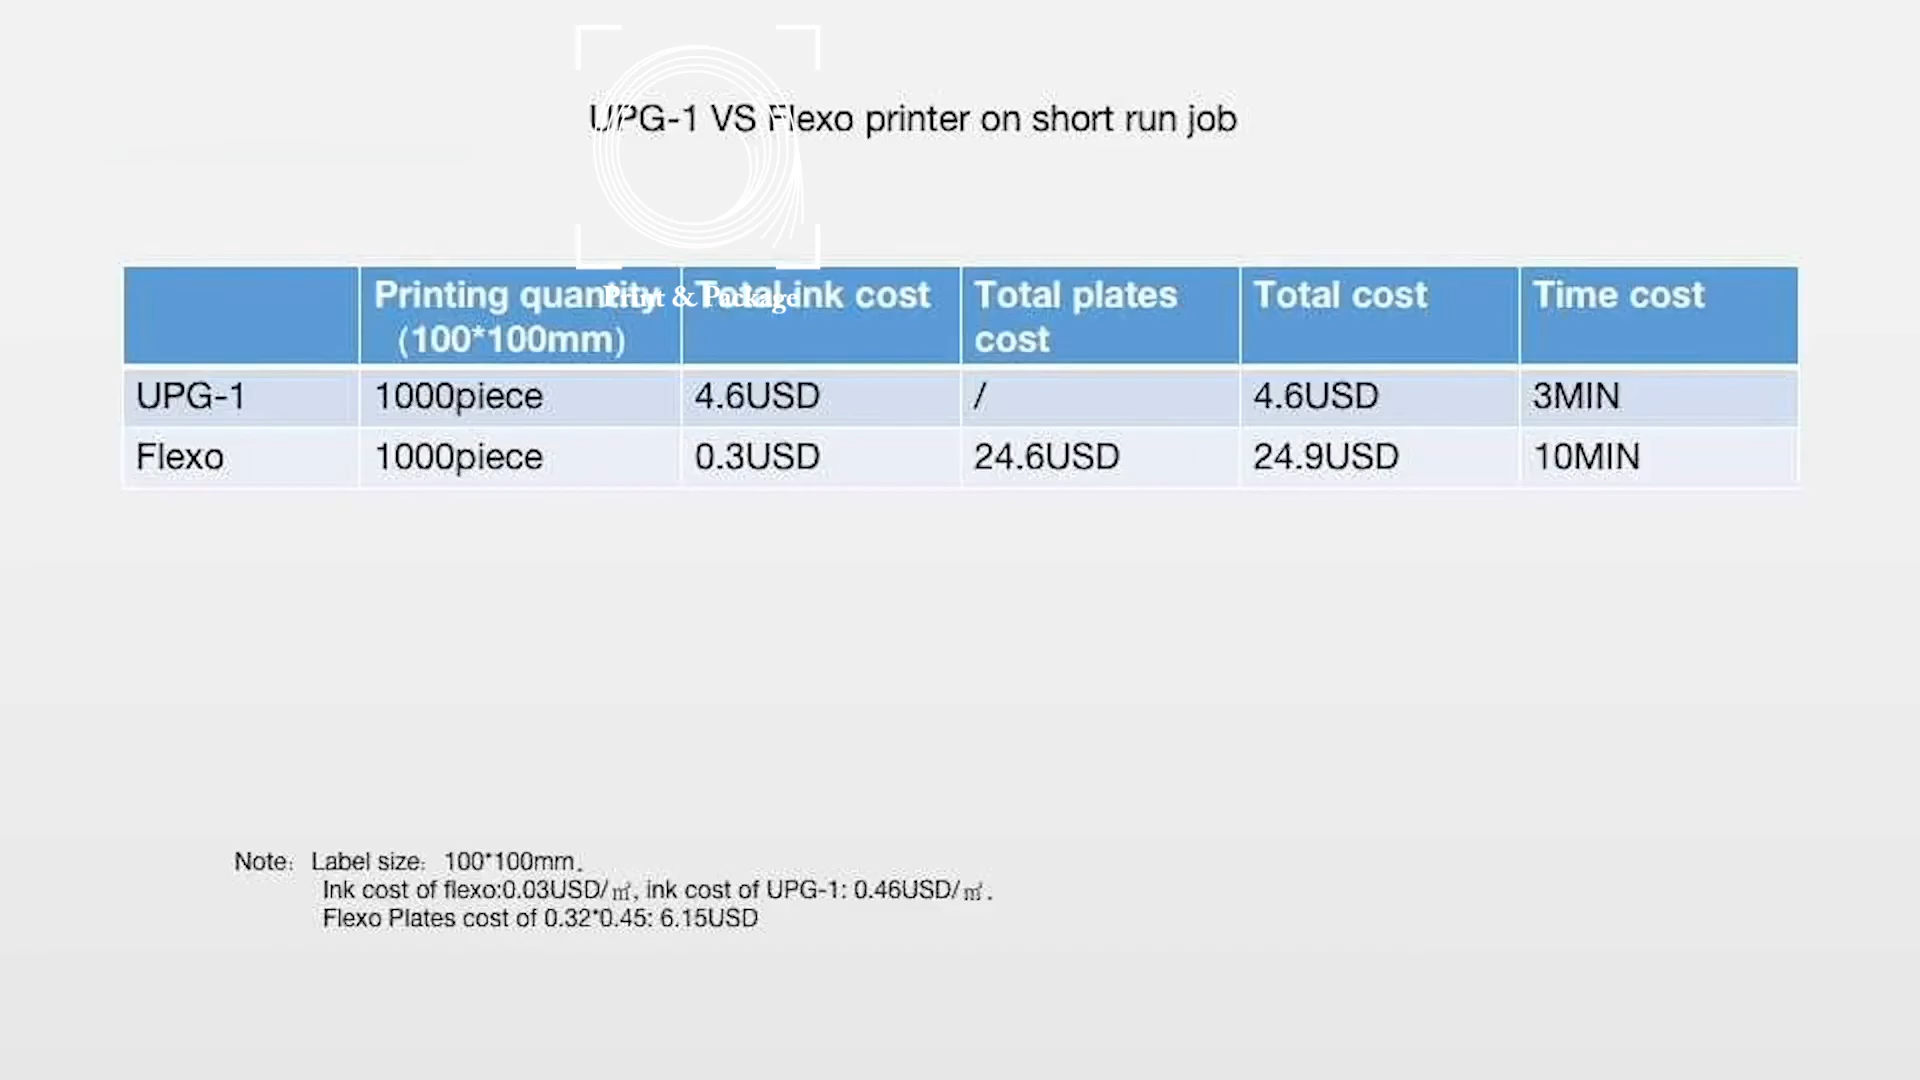 UPG-1 VS Flexo printer on short run job
Printing quantity Total ink cost Total plates Total cost Time cost
(100*100mm) cost
Print & Package
UPG-1 1000piece 4.6USD / 4.6USD 3MIN
Flexo 1000piece 0.3USD 24.6USD 24.9USD 10MIN
Note: Label size: 100*100mm.
Ink cost of flexo:0.03USD/㎡, ink cost of UPG-1: 0.46USD/㎡.
Flexo Plates cost of 0.32*0.45: 6.15USD